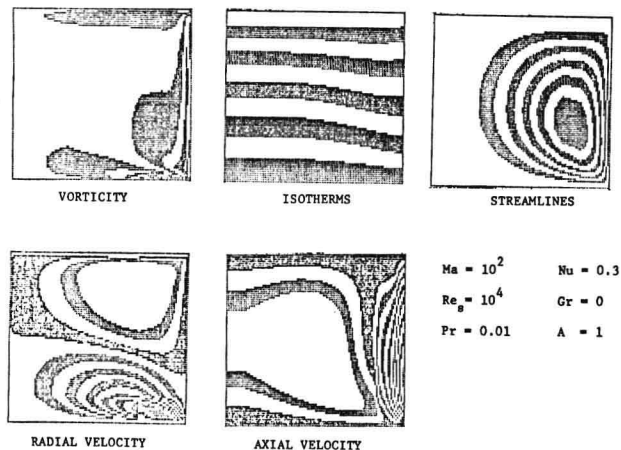 VORTICITY
ISOTHERMS
STREAMLINES
Ma = 10^2 Nu = 0.3
Re_s = 10^4 Gr = 0
Pr = 0.01 A = 1
RADIAL VELOCITY
AXIAL VELOCITY